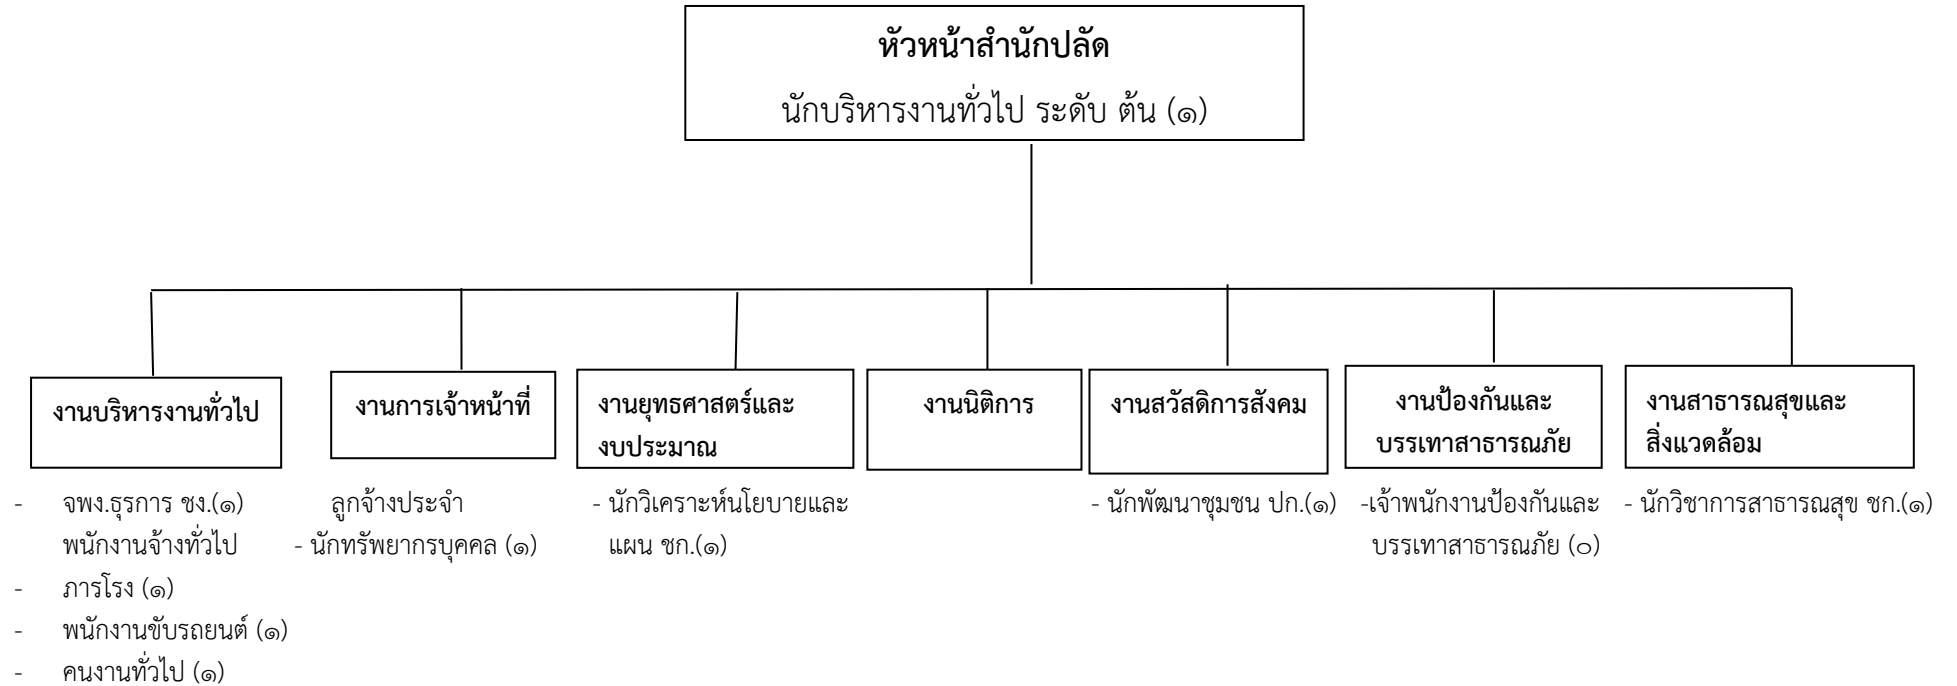 หัวหน้าสำนักปลัด
นักบริหารงานทั่วไป ระดับ ต้น (๑)
งานบริหารงานทั่วไป
- จพง.ธุรการ ชง.(๑)
พนักงานจ้างทั่วไป
- ภารโรง (๑)
- พนักงานขับรถยนต์ (๑)
- คนงานทั่วไป (๑)
งานการเจ้าหน้าที่
ลูกจ้างประจำ
- นักทรัพยากรบุคคล (๑)
งานยุทธศาสตร์และ
งบประมาณ
- นักวิเคราะห์นโยบายและ
แผน ชก.(๑)
งานนิติการ
งานสวัสดิการสังคม
- นักพัฒนาชุมชน ปก.(๑)
งานป้องกันและ
บรรเทาสาธารณภัย
-เจ้าพนักงานป้องกันและ
บรรเทาสาธารณภัย (๐)
งานสาธารณสุขและ
สิ่งแวดล้อม
- นักวิชาการสาธารณสุข ชก.(๑)